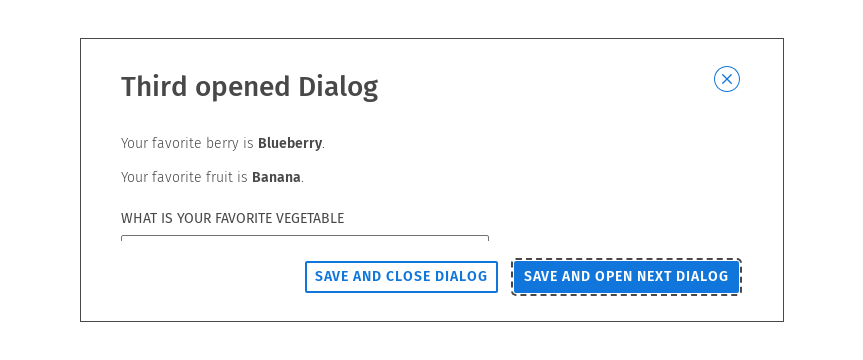 Third opened Dialog
Your favorite berry is Blueberry.
Your favorite fruit is Banana.
WHAT IS YOUR FAVORITE VEGETABLE
SAVE AND CLOSE DIALOG
SAVE AND OPEN NEXT DIALOG